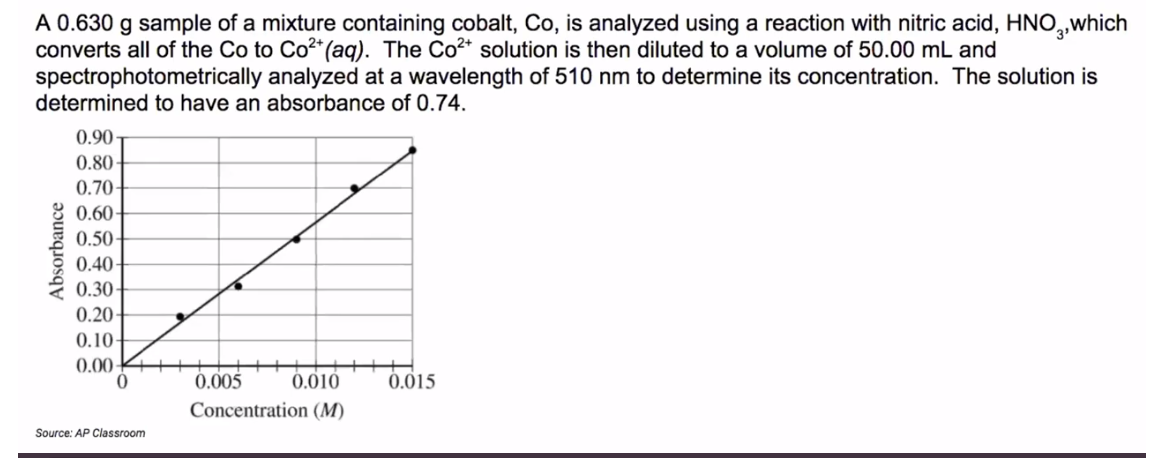 A 0.630 g sample of a mixture containing cobalt, Co, is analyzed using a reaction with nitric acid, HNO₃,which
converts all of the Co to Co²⁺(aq). The Co²⁺ solution is then diluted to a volume of 50.00 mL and
spectrophotometrically analyzed at a wavelength of 510 nm to determine its concentration. The solution is
determined to have an absorbance of 0.74.
Absorbance
0.90
0.80
0.70
0.60
0.50
0.40
0.30
0.20
0.10
0.00
0 0.005 0.010 0.015
Concentration (M)
Source: AP Classroom